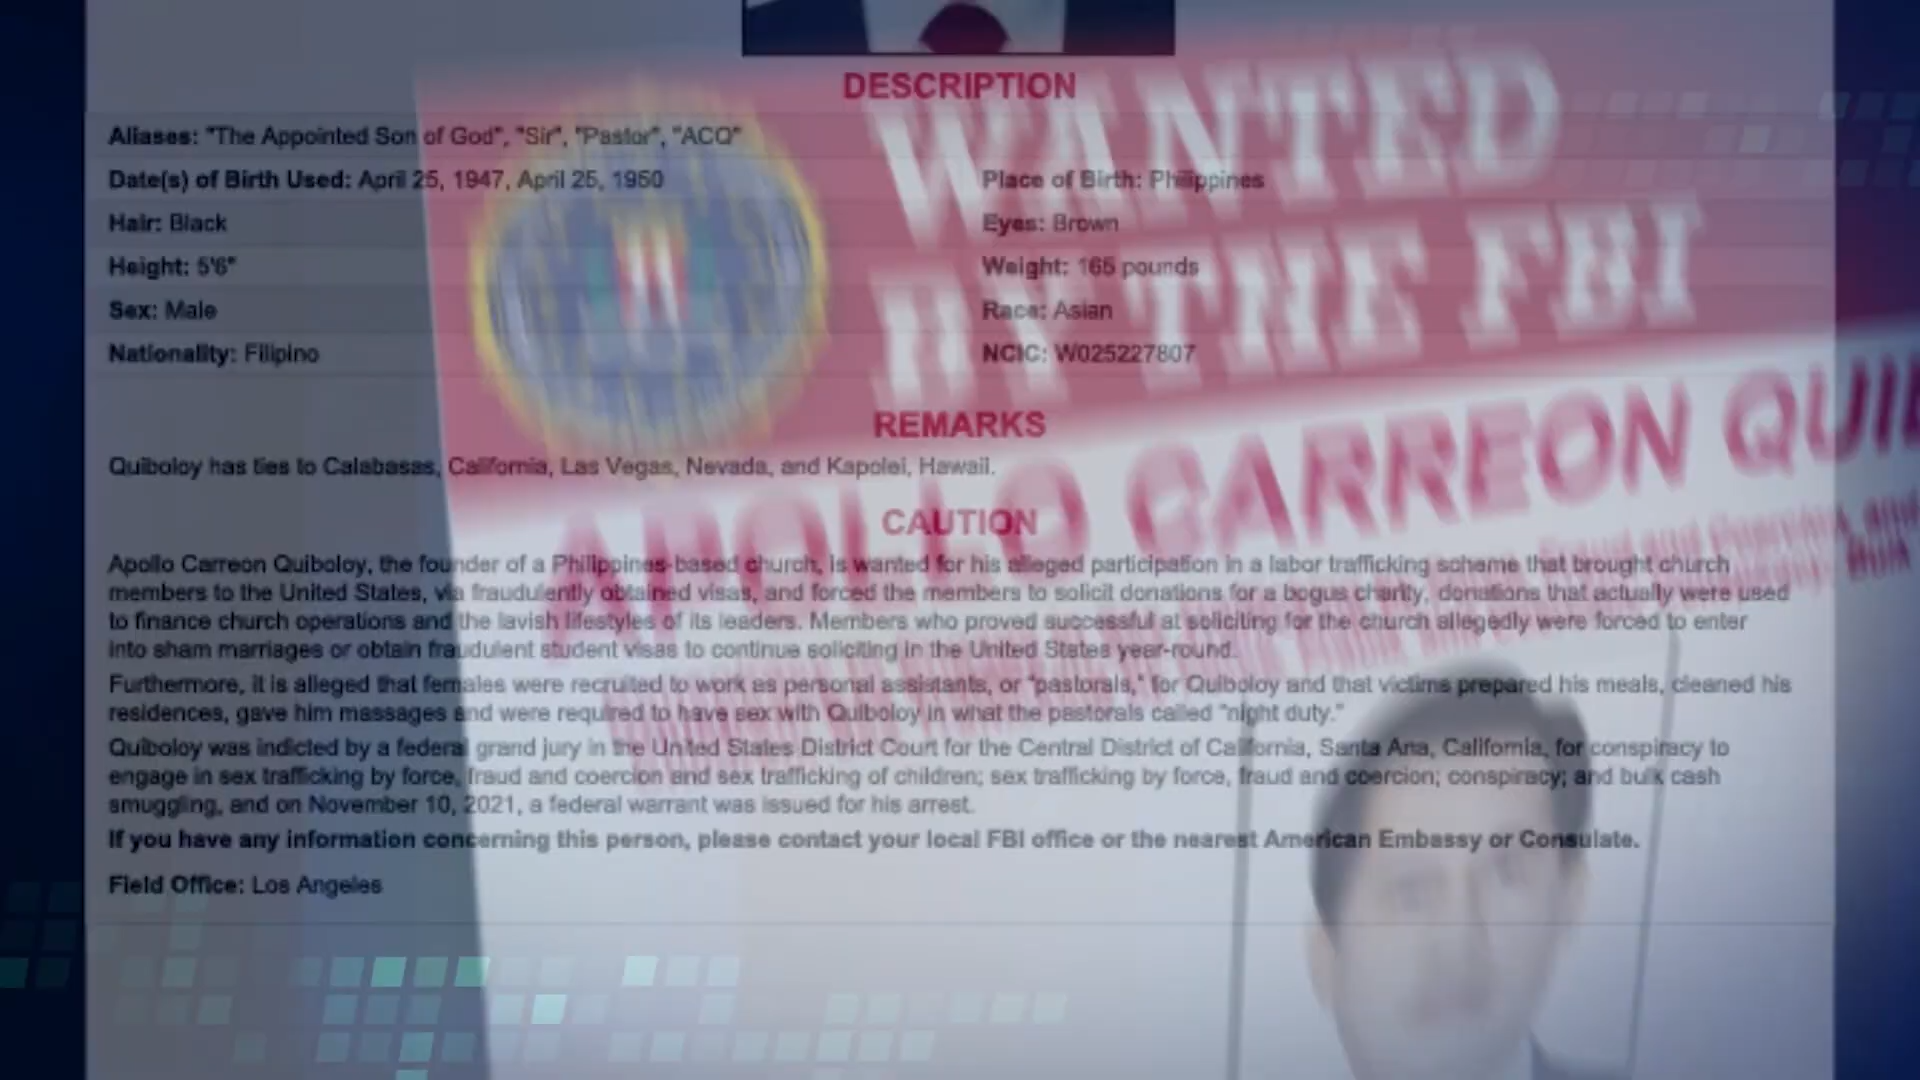 DESCRIPTION
WANTED
BY THE FBI
Aliases: "The Appointed Son of God", "Sir", "Pastor", "ACQ"
Date(s) of Birth Used: April 25, 1947, April 25, 1950
Place of Birth: Philippines
Hair: Black
Eyes: Brown
Height: 5'6"
Weight: 165 pounds
Sex: Male
Race: Asian
Nationality: Filipino
NCIC: W025227807
REMARKS
Quiboloy has ties to Calabasas, California, Las Vegas, Nevada, and Kapolei, Hawaii.
APOLLO CARREON QUI
CAUTION
Apollo Carreon Quiboloy, the founder of a Philippines-based church, is wanted for his alleged participation in a labor trafficking scheme that brought church
members to the United States, via fraudulently obtained visas, and forced the members to solicit donations for a bogus charity, donations that actually were used
to finance church operations and the lavish lifestyles of its leaders. Members who proved successful at soliciting for the church allegedly were forced to enter
into sham marriages or obtain fraudulent student visas to continue soliciting in the United States year-round.
Furthermore, it is alleged that females were recruited to work as personal assistants, or "pastorals," for Quiboloy and that victims prepared his meals, cleaned his
residences, gave him massages and were required to have sex with Quiboloy in what the pastorals called "night duty."
Quiboloy was indicted by a federal grand jury in the United States District Court for the Central District of California, Santa Ana, California, for conspiracy to
engage in sex trafficking by force, fraud and coercion and sex trafficking of children; sex trafficking by force, fraud and coercion; conspiracy; and bulk cash
smuggling, and on November 10, 2021, a federal warrant was issued for his arrest.
If you have any information concerning this person, please contact your local FBI office or the nearest American Embassy or Consulate.
Field Office: Los Angeles